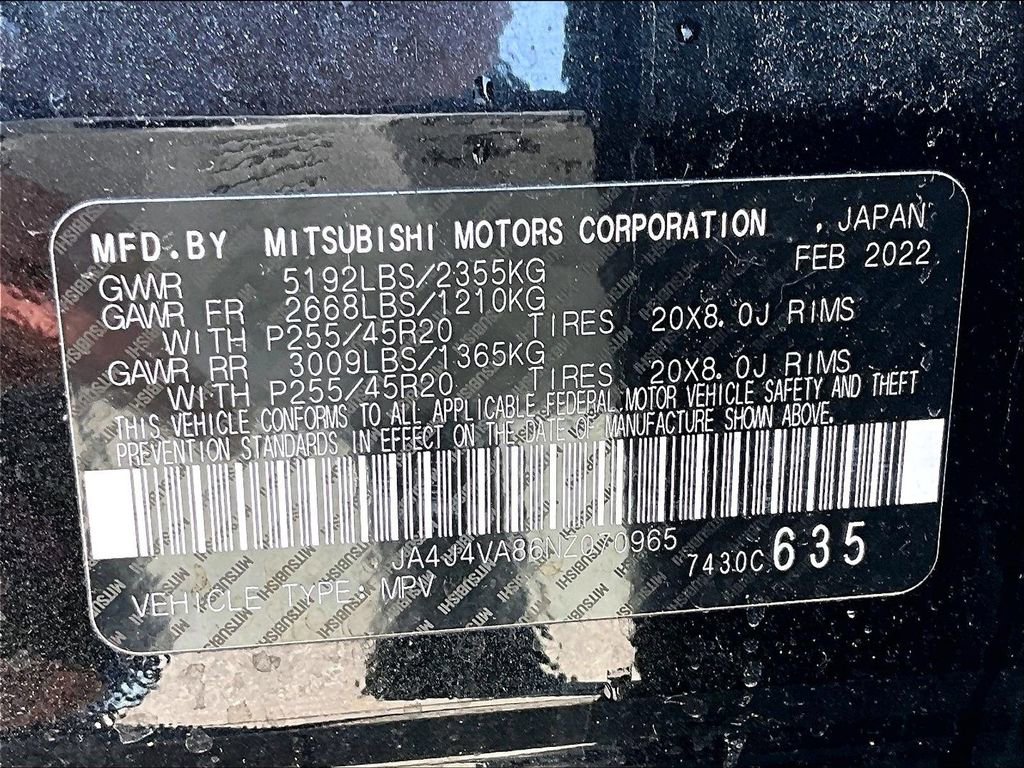 MFD.BY MITSUBISHI MOTORS CORPORATION , JAPAN
FEB 2022
GVWR 5192LBS/2355KG
GAWR FR 2668LBS/1210KG
WITH P255/45R20 TIRES 20X8.0J RIMS
GAWR RR 3009LBS/1365KG
WITH P255/45R20 TIRES 20X8.0J RIMS
THIS VEHICLE CONFORMS TO ALL APPLICABLE FEDERAL MOTOR VEHICLE SAFETY AND THEFT
PREVENTION STANDARDS IN EFFECT ON THE DATE OF MANUFACTURE SHOWN ABOVE.
JA4J4VA86NZ070965
7430C 635
VEHICLE TYPE: MPV